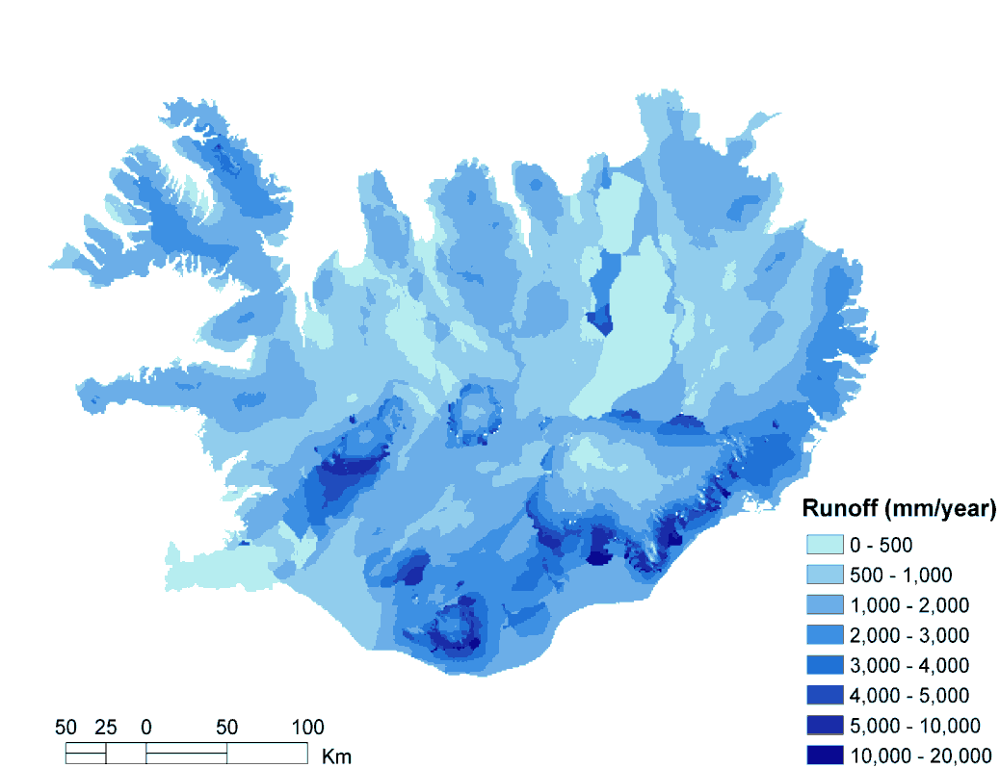 Runoff (mm/year)
0 - 500
500 - 1,000
1,000 - 2,000
2,000 - 3,000
3,000 - 4,000
4,000 - 5,000
5,000 - 10,000
10,000 - 20,000
50 25 0 50 100
Km